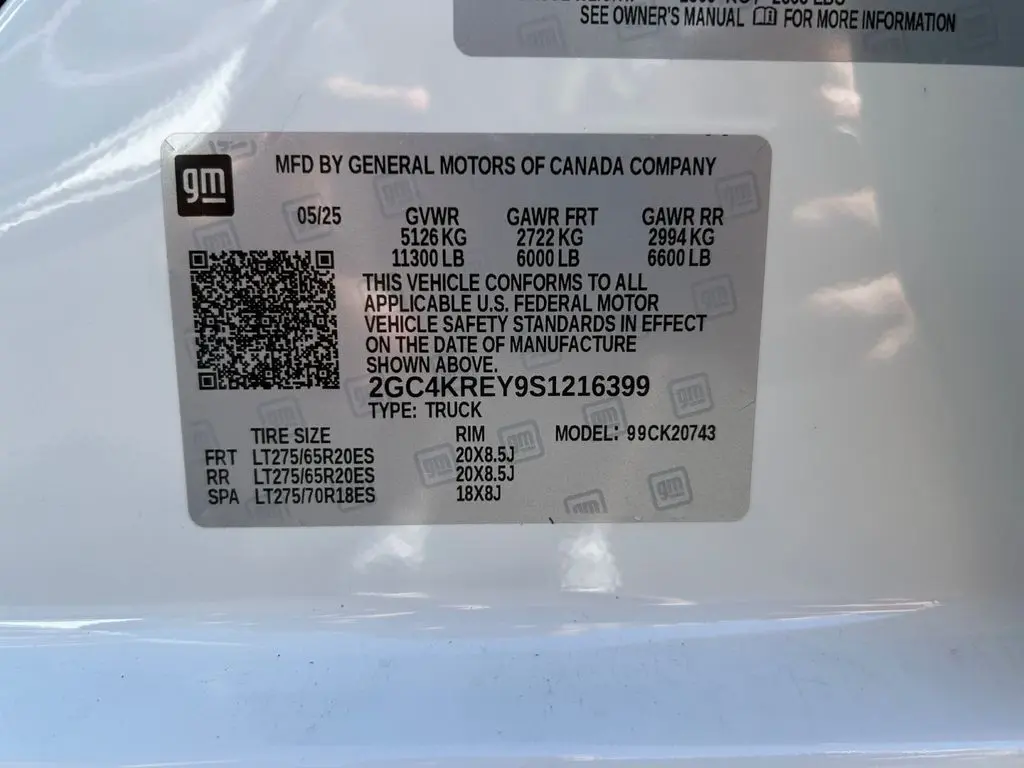 SEE OWNER'S MANUAL FOR MORE INFORMATION
gm
MFD BY GENERAL MOTORS OF CANADA COMPANY
05/25 GVWR GAWR FRT GAWR RR
5126 KG 2722 KG 2994 KG
11300 LB 6000 LB 6600 LB
THIS VEHICLE CONFORMS TO ALL
APPLICABLE U.S. FEDERAL MOTOR
VEHICLE SAFETY STANDARDS IN EFFECT
ON THE DATE OF MANUFACTURE
SHOWN ABOVE.
2GC4KREY9S1216399
TYPE: TRUCK
TIRE SIZE RIM MODEL: 99CK20743
FRT LT275/65R20ES 20X8.5J
RR LT275/65R20ES 20X8.5J
SPA LT275/70R18ES 18X8J